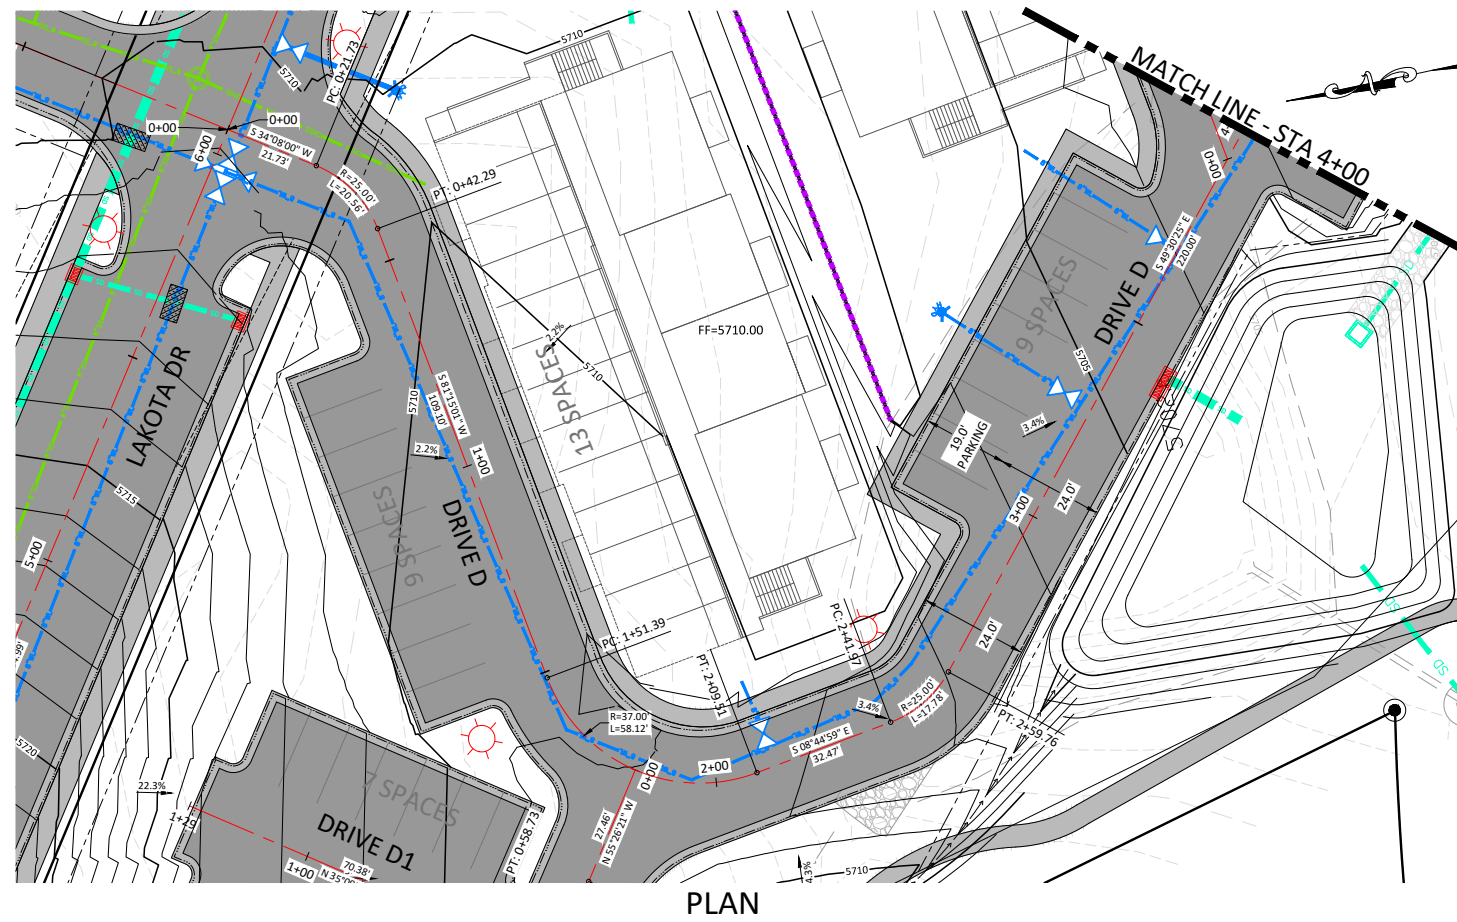 MATCH LINE - STA 4+00
5710
5710
PC: 0+21.73
0+00
0+00
6+00
S 34°08'00" W
21.73'
R=25.00'
L=20.56'
PT: 0+42.29
0+00
S 49°30'25" E
220.00'
DRIVE D
9 SPACES
5705
FF=5710.00
2.2%
5710
13 SPACES
LAKOTA DR
5710
S 81°15'01" W
109.10'
2.2%
1+00
DRIVE D
9 SPACES
5715
5+00
19.0'
PARKING
3.4%
24.0'
3+00
24.0'
PC: 1+51.39
PT: 2+09.51
PC: 2+41.97
R=25.00'
L=17.78'
PT: 2+59.76
R=37.00'
L=58.12'
3.4%
S 08°44'59" E
32.47'
2+00
0+00
27.46'
N 55°26'21" W
SD
SD
5720
22.3%
1+29
7 SPACES
DRIVE D1
PT: 0+58.73
1+00
70.38'
5710
4.3%
PLAN